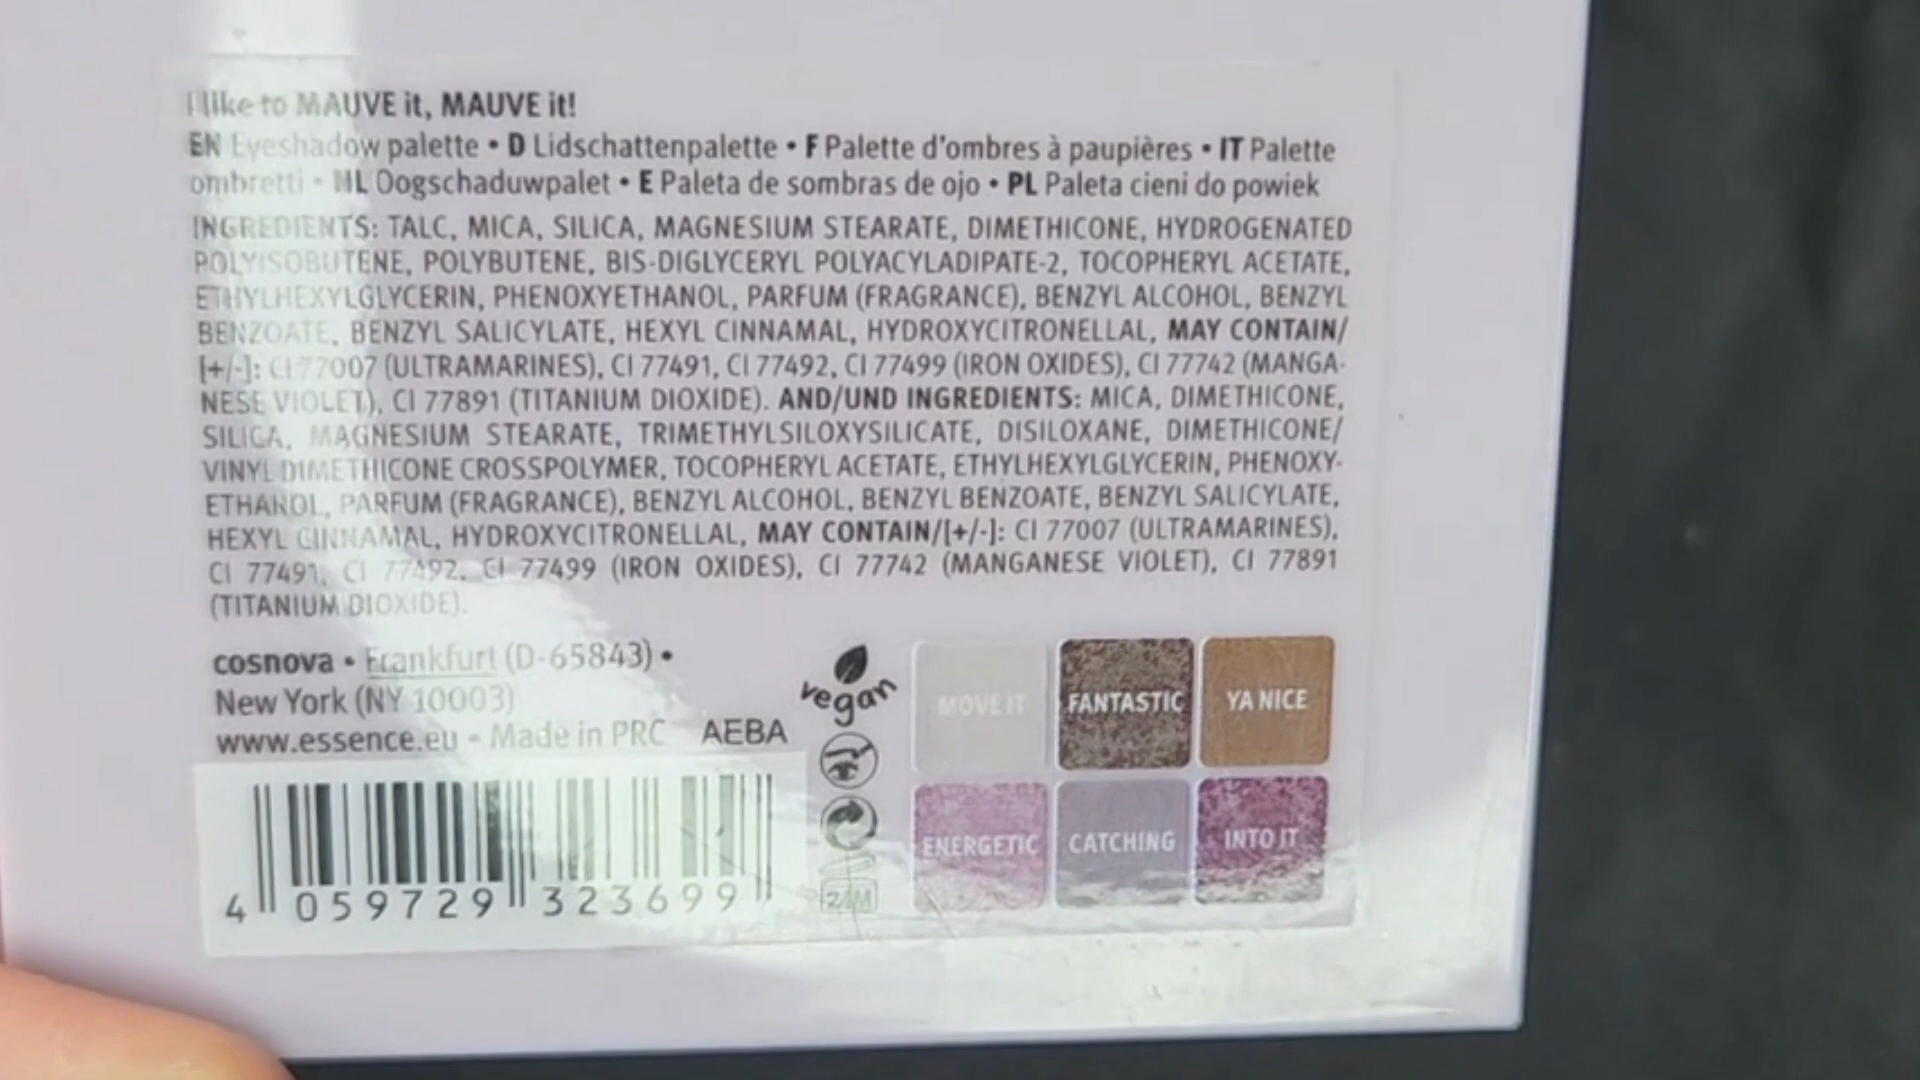 I like to MAUVE it, MAUVE it!
EN Eyeshadow palette • D Lidschattenpalette • F Palette d'ombres à paupières • IT Palette
ombretti • NL Oogschaduwpalet • E Paleta de sombras de ojo • PL Paleta cieni do powiek
INGREDIENTS: TALC, MICA, SILICA, MAGNESIUM STEARATE, DIMETHICONE, HYDROGENATED
POLYISOBUTENE, POLYBUTENE, BIS-DIGLYCERYL POLYACYLADIPATE-2, TOCOPHERYL ACETATE,
ETHYLHEXYLGLYCERIN, PHENOXYETHANOL, PARFUM (FRAGRANCE), BENZYL ALCOHOL, BENZYL
BENZOATE, BENZYL SALICYLATE, HEXYL CINNAMAL, HYDROXYCITRONELLAL, MAY CONTAIN/
[+/-]: CI 77007 (ULTRAMARINES), CI 77491, CI 77492, CI 77499 (IRON OXIDES), CI 77742 (MANGA-
NESE VIOLET), CI 77891 (TITANIUM DIOXIDE). AND/UND INGREDIENTS: MICA, DIMETHICONE,
SILICA, MAGNESIUM STEARATE, TRIMETHYLSILOXYSILICATE, DISILOXANE, DIMETHICONE/
VINYL DIMETHICONE CROSSPOLYMER, TOCOPHERYL ACETATE, ETHYLHEXYLGLYCERIN, PHENOXY-
ETHANOL, PARFUM (FRAGRANCE), BENZYL ALCOHOL, BENZYL BENZOATE, BENZYL SALICYLATE,
HEXYL CINNAMAL, HYDROXYCITRONELLAL, MAY CONTAIN/[+/-]: CI 77007 (ULTRAMARINES),
CI 77491, CI 77492, CI 77499 (IRON OXIDES), CI 77742 (MANGANESE VIOLET), CI 77891
(TITANIUM DIOXIDE).
cosnova • Frankfurt (D-65843) •
New York (NY 10003)
www.essence.eu • Made in PRC AEBA
4 059729 323699
vegan
24M
MOVE IT FANTASTIC YA NICE
ENERGETIC CATCHING INTO IT